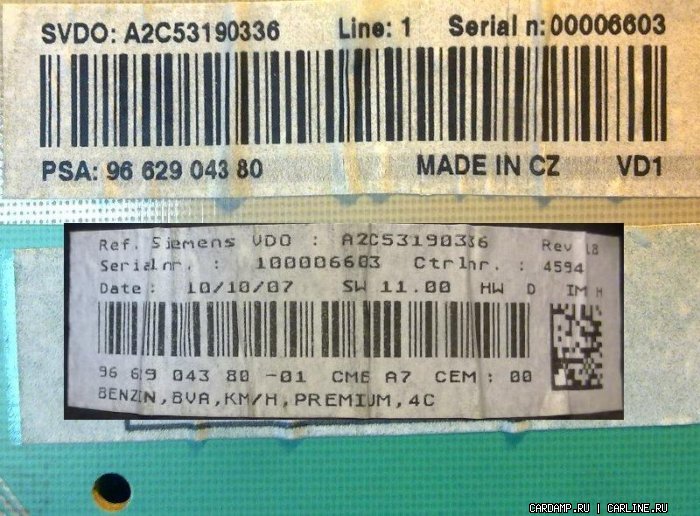 SVDO: A2C53190336 Line: 1 Serial n: 00006603
PSA: 96 629 043 80 MADE IN CZ VD1
Ref. Siemens VDO : A2C53190336 Rev 18
Serialnr. : 100006603 Ctrlnr. : 4594
Date: 10/10/07 SW 11.00 HW D IM H
96 629 043 80 -01 CM6 A7 CEM : 00
BENZIN,BVA,KM/H,PREMIUM,4C
CARDAMP.RU | CARLINE.RU